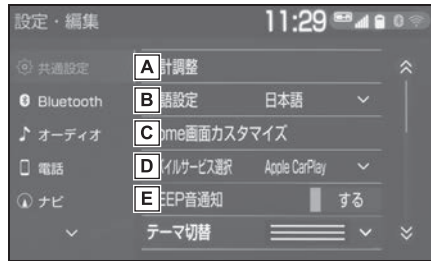 設定・編集 11:29
共通設定 A 計調整
Bluetooth B 語設定 日本語
オーディオ C ome画面カスタマイズ
電話 D バイルサービス選択 Apple CarPlay
ナビ E EEP音通知 する
テーマ切替